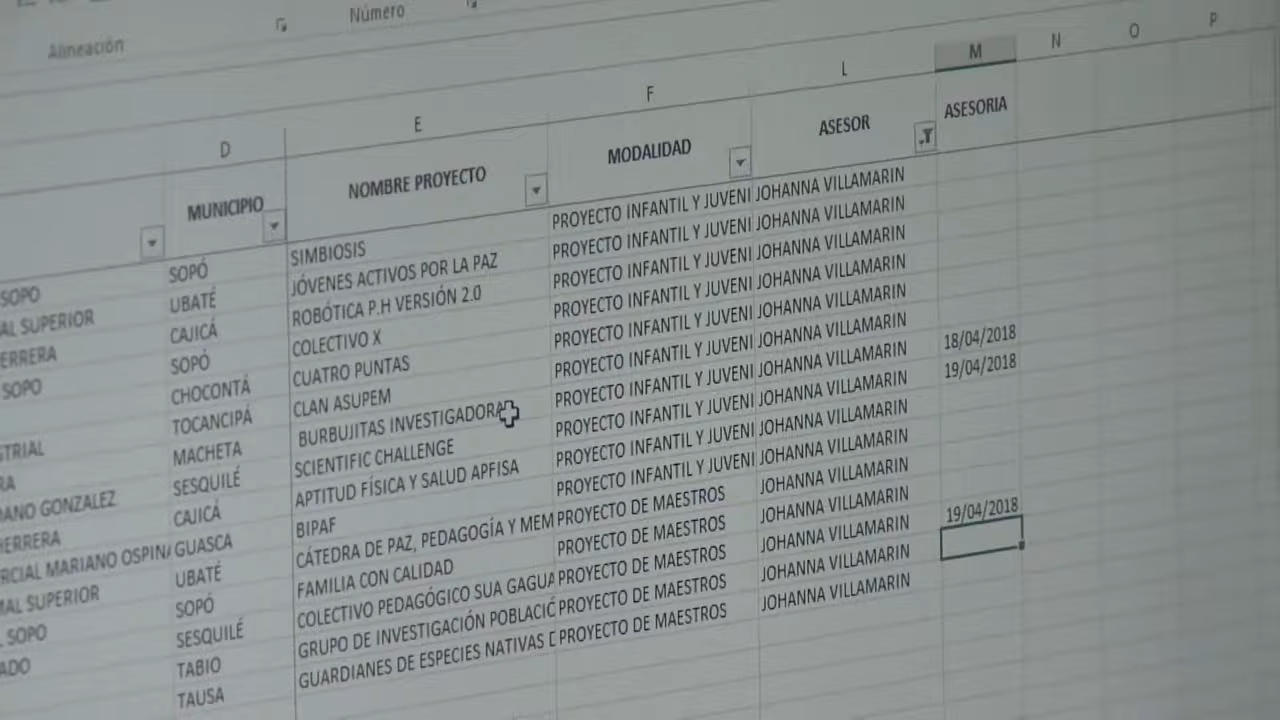 Alineación Número
D E F L M N O P
MUNICIPIO NOMBRE PROYECTO MODALIDAD ASESOR ASESORIA
SOPO SOPÓ SIMBIOSIS PROYECTO INFANTIL Y JUVENI JOHANNA VILLAMARIN
AL SUPERIOR UBATÉ JÓVENES ACTIVOS POR LA PAZ PROYECTO INFANTIL Y JUVENI JOHANNA VILLAMARIN
ERRERA CAJICÁ ROBÓTICA P.H VERSIÓN 2.0 PROYECTO INFANTIL Y JUVENI JOHANNA VILLAMARIN
SOPO SOPÓ COLECTIVO X PROYECTO INFANTIL Y JUVENI JOHANNA VILLAMARIN
CHOCONTÁ CUATRO PUNTAS PROYECTO INFANTIL Y JUVENI JOHANNA VILLAMARIN
STRIAL TOCANCIPÁ CLAN ASUPEM PROYECTO INFANTIL Y JUVENI JOHANNA VILLAMARIN
RA MACHETA BURBUJITAS INVESTIGADORA PROYECTO INFANTIL Y JUVENI JOHANNA VILLAMARIN 18/04/2018
IANO GONZALEZ SESQUILÉ SCIENTIFIC CHALLENGE PROYECTO INFANTIL Y JUVENI JOHANNA VILLAMARIN 19/04/2018
HERRERA CAJICÁ APTITUD FÍSICA Y SALUD APFISA PROYECTO INFANTIL Y JUVENI JOHANNA VILLAMARIN
RCIAL MARIANO OSPINA GUASCA BIPAF PROYECTO INFANTIL Y JUVENI JOHANNA VILLAMARIN
MAL SUPERIOR UBATÉ CÁTEDRA DE PAZ, PEDAGOGÍA Y MEM PROYECTO DE MAESTROS JOHANNA VILLAMARIN
L SOPO SOPÓ FAMILIA CON CALIDAD PROYECTO DE MAESTROS JOHANNA VILLAMARIN
ADO SESQUILÉ COLECTIVO PEDAGÓGICO SUA GAGUA PROYECTO DE MAESTROS JOHANNA VILLAMARIN 19/04/2018
TABIO GRUPO DE INVESTIGACIÓN POBLACIÓ PROYECTO DE MAESTROS JOHANNA VILLAMARIN
TAUSA GUARDIANES DE ESPECIES NATIVAS D PROYECTO DE MAESTROS JOHANNA VILLAMARIN